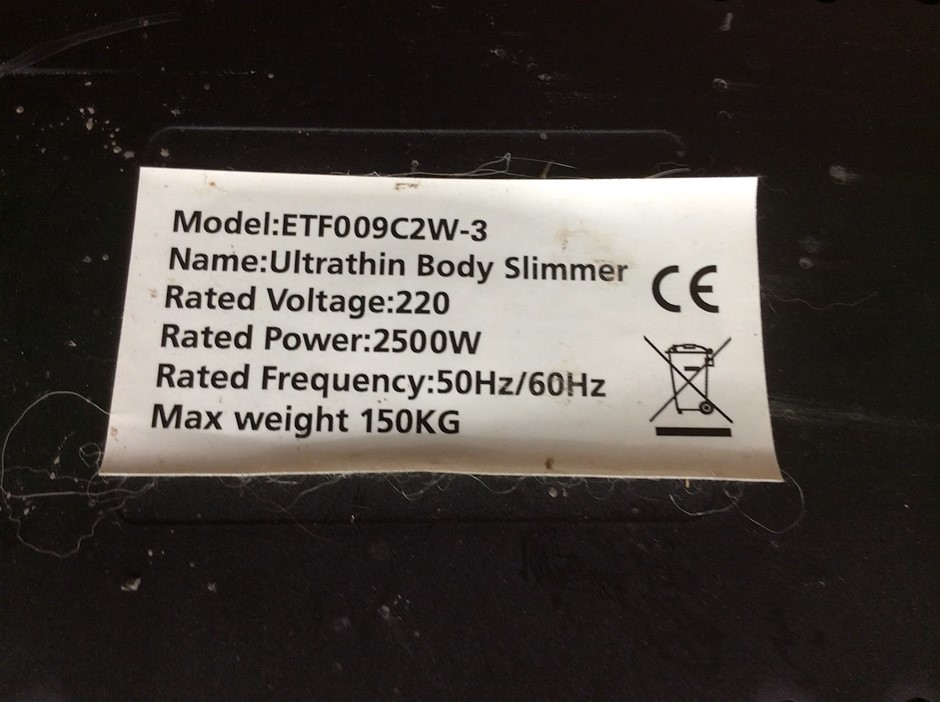 Model:ETF009C2W-3
Name:Ultrathin Body Slimmer
Rated Voltage:220
Rated Power:2500W
Rated Frequency:50Hz/60Hz
Max weight 150KG
CE